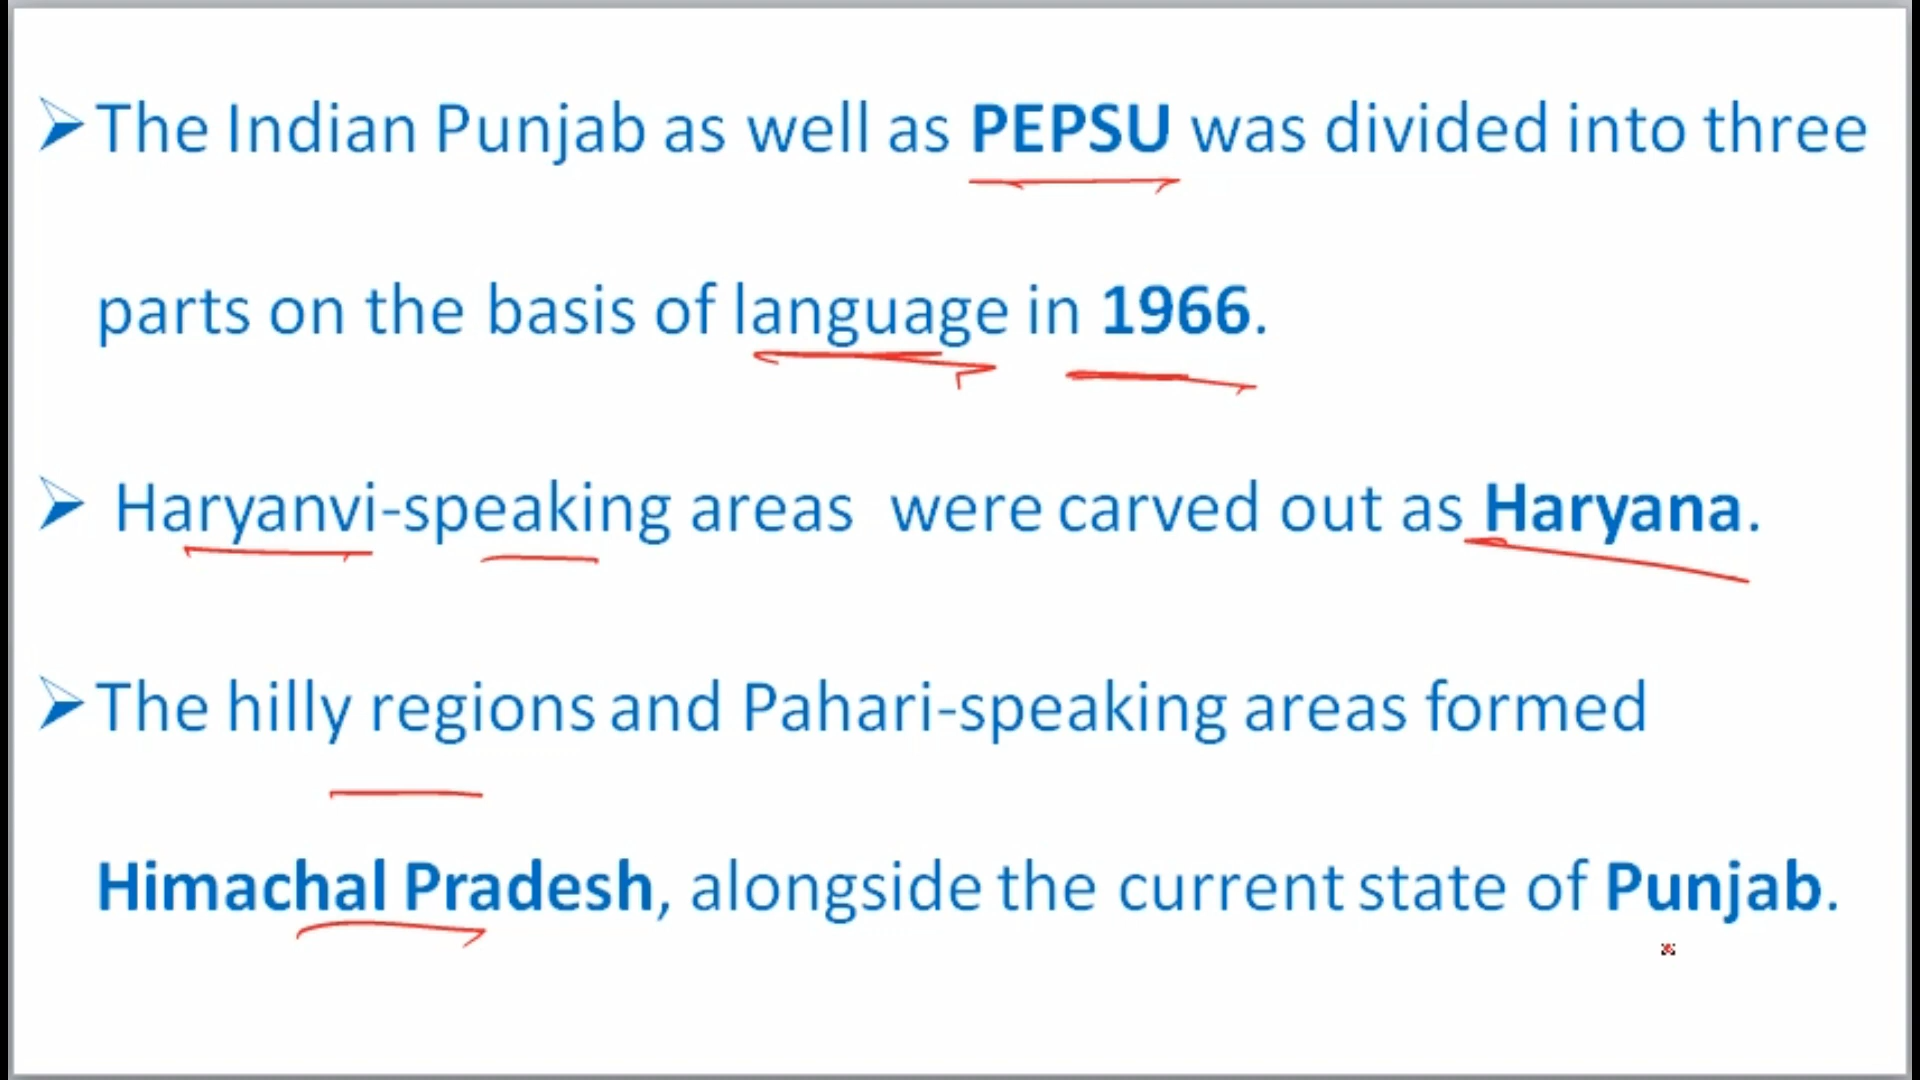 ➢The Indian Punjab as well as PEPSU was divided into three
parts on the basis of language in 1966.
➢ Haryanvi-speaking areas  were carved out as Haryana.
➢The hilly regions and Pahari-speaking areas formed
Himachal Pradesh, alongside the current state of Punjab.